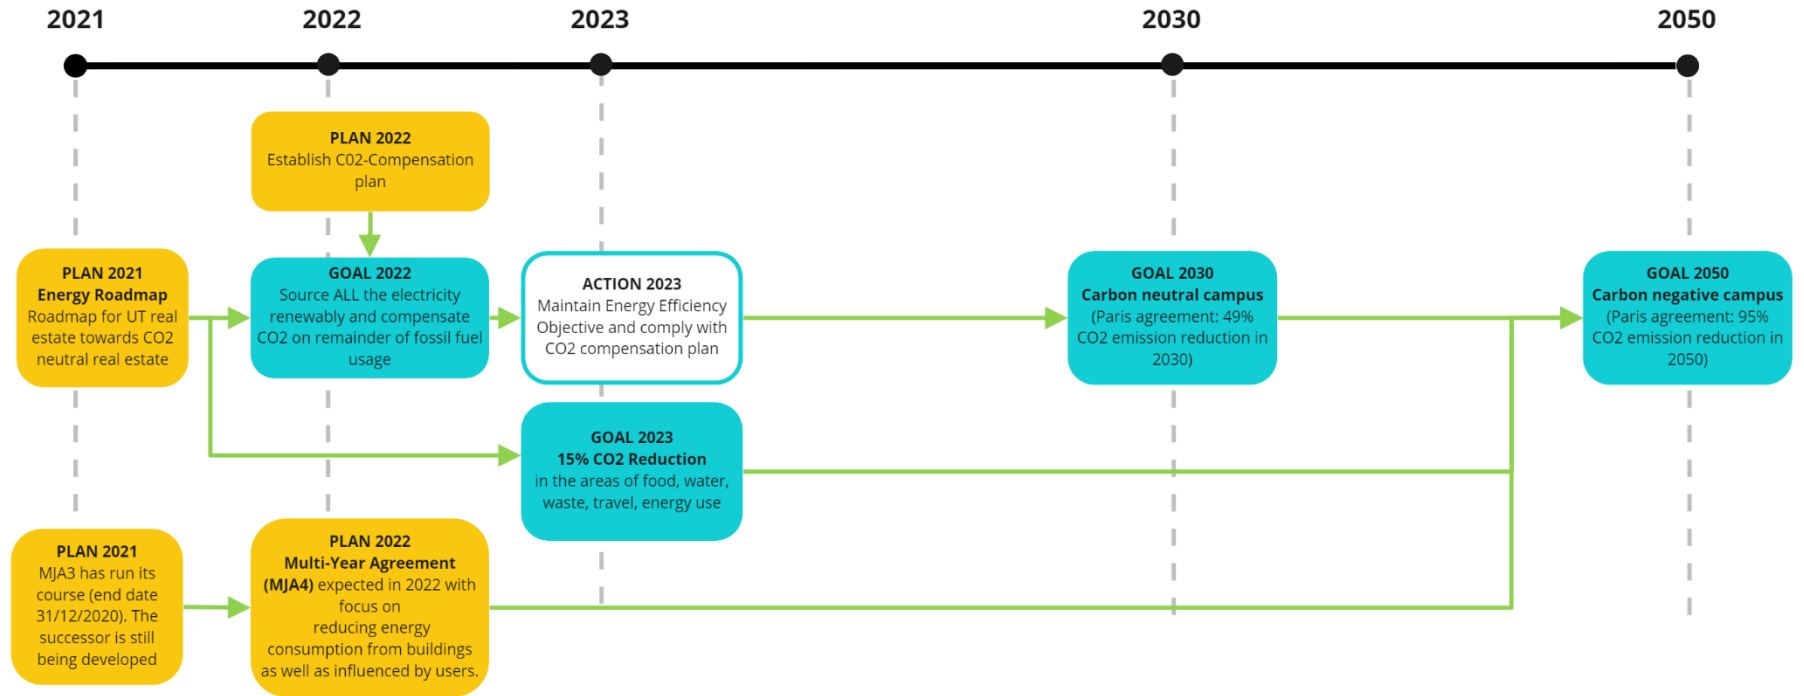 2021
2022
2023
2030
2050
PLAN 2022
Establish C02-Compensation
plan
PLAN 2021
Energy Roadmap
Roadmap for UT real
estate towards CO2
neutral real estate
GOAL 2022
Source ALL the electricity
renewably and compensate
CO2 on remainder of fossil fuel
usage
ACTION 2023
Maintain Energy Efficiency
Objective and comply with
CO2 compensation plan
GOAL 2030
Carbon neutral campus
(Paris agreement: 49%
CO2 emission reduction in
2030)
GOAL 2050
Carbon negative campus
(Paris agreement: 95%
CO2 emission reduction in
2050)
GOAL 2023
15% CO2 Reduction
in the areas of food, water,
waste, travel, energy use
PLAN 2021
MJA3 has run its
course (end date
31/12/2020). The
successor is still
being developed
PLAN 2022
Multi-Year Agreement
(MJA4) expected in 2022 with
focus on
reducing energy
consumption from buildings
as well as influenced by users.